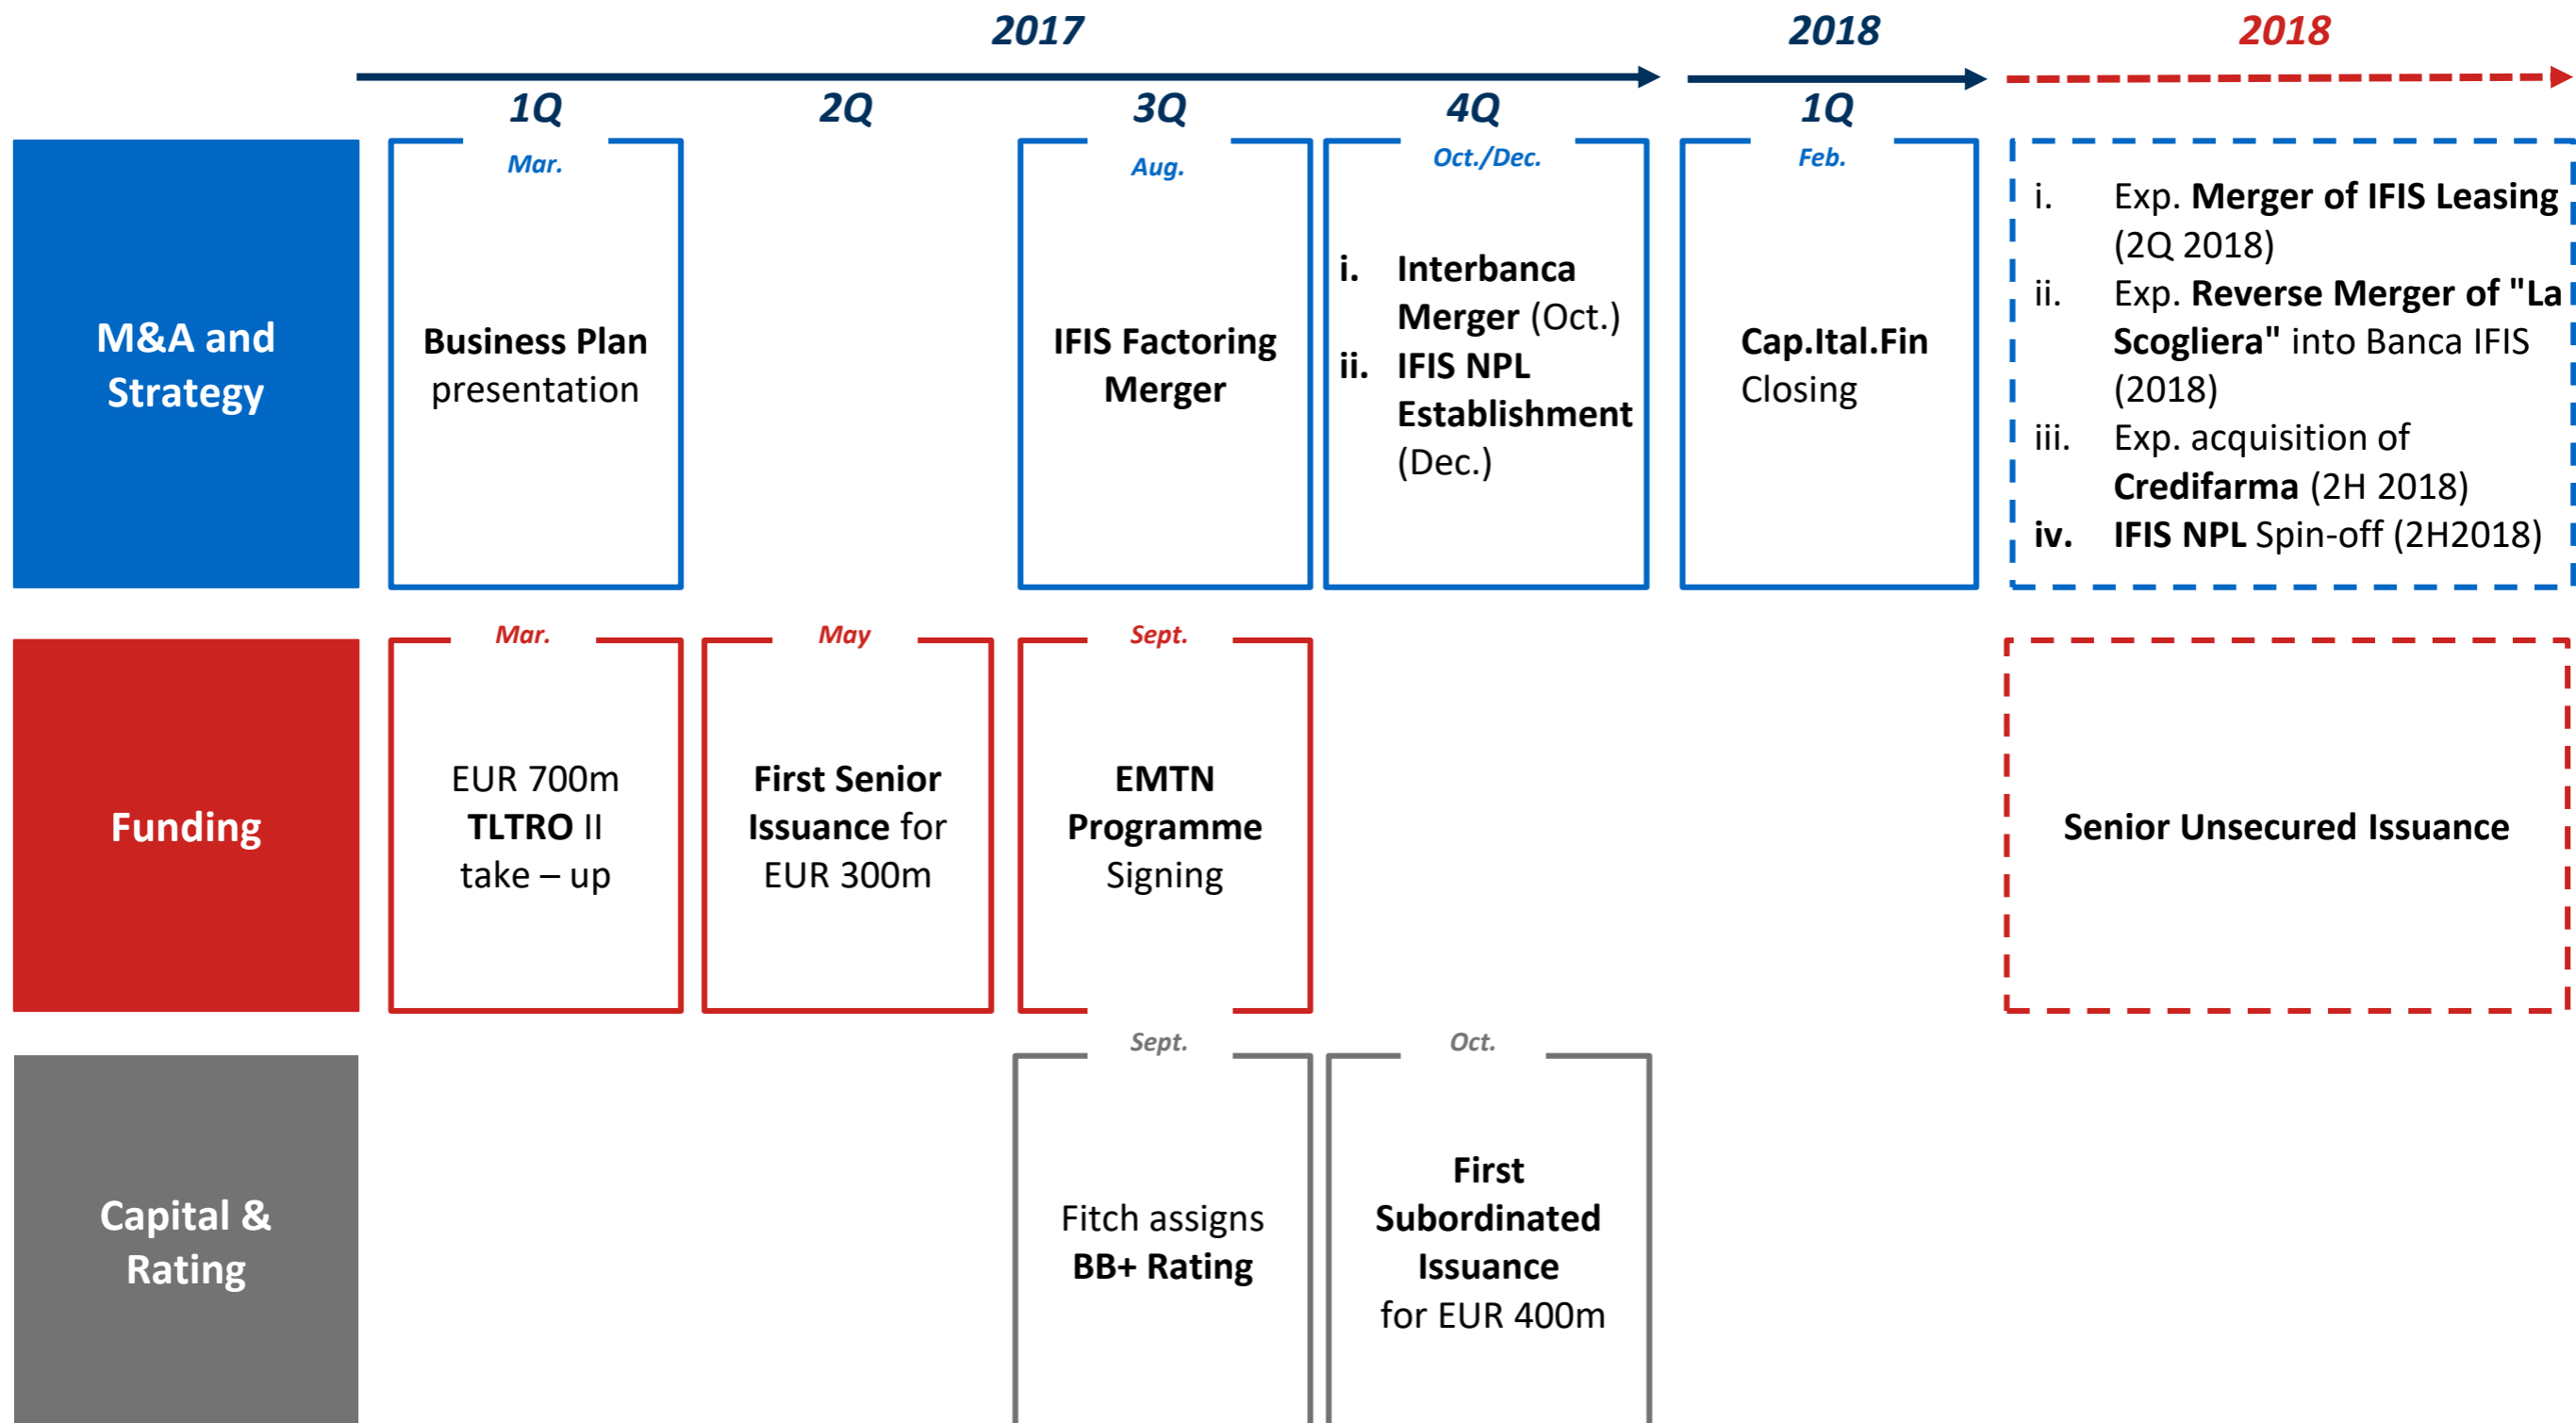 2017
2018
2018
1Q
2Q
3Q
4Q
1Q
M&A and
Strategy
Mar.
Business Plan
presentation
Aug.
IFIS Factoring
Merger
Oct./Dec.
i. Interbanca
Merger (Oct.)
ii. IFIS NPL
Establishment
(Dec.)
Feb.
Cap.Ital.Fin
Closing
i. Exp. Merger of IFIS Leasing
(2Q 2018)
ii. Exp. Reverse Merger of "La
Scogliera" into Banca IFIS
(2018)
iii. Exp. acquisition of
Credifarma (2H 2018)
iv. IFIS NPL Spin-off (2H2018)
Funding
Mar.
EUR 700m
TLTRO II
take – up
May
First Senior
Issuance for
EUR 300m
Sept.
EMTN
Programme
Signing
Senior Unsecured Issuance
Capital &
Rating
Sept.
Fitch assigns
BB+ Rating
Oct.
First
Subordinated
Issuance
for EUR 400m